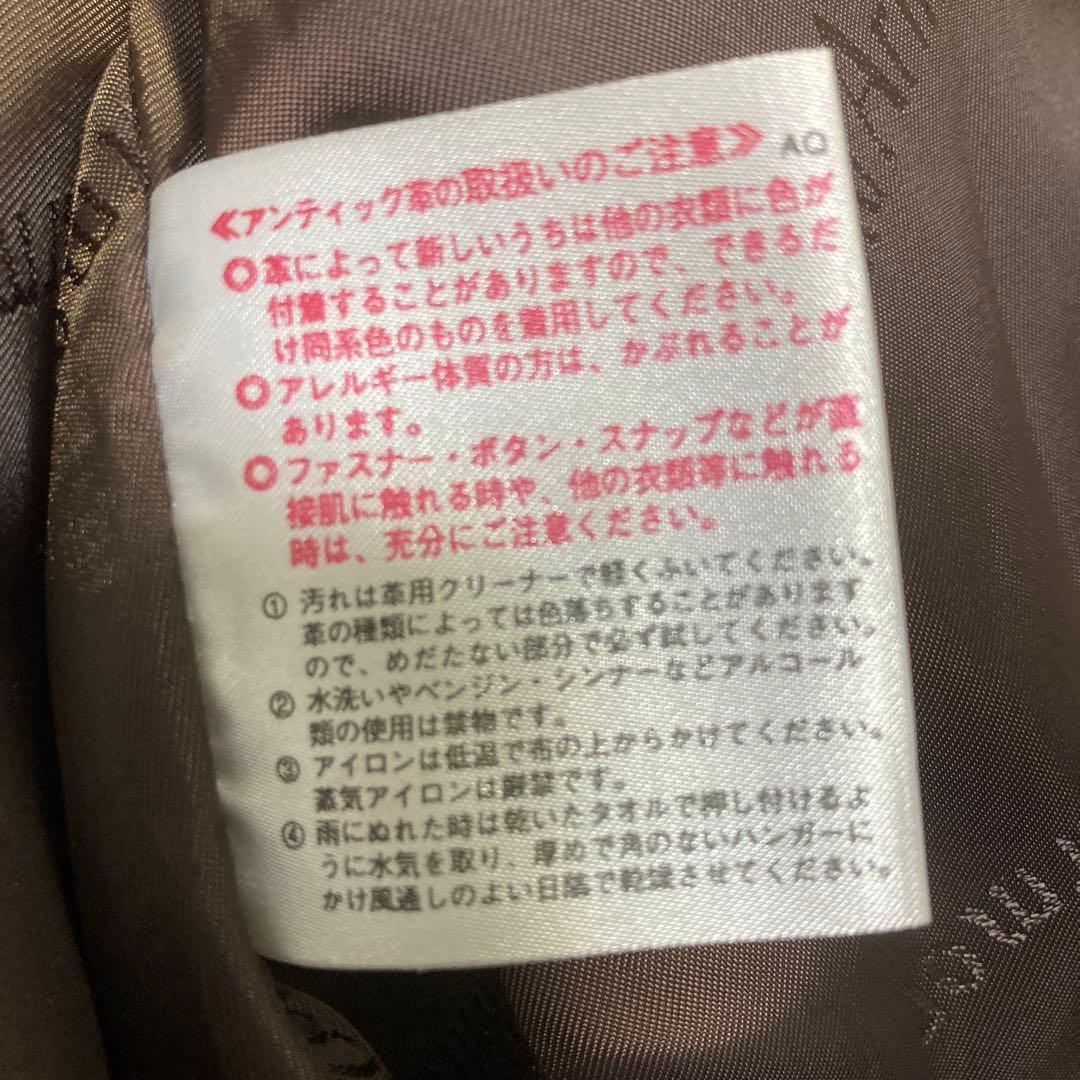 ≪アンティック革の取扱いのご注意≫ AQ
◎革によって新しいうちは他の衣類に色が
付着することがありますので、できるだ
け同系色のものを着用してください。
◎アレルギー体質の方は、かぶれることが
あります。
◎ファスナー・ボタン・スナップなどが直
接肌に触れる時や、他の衣類等に触れる
時は、充分にご注意ください。
① 汚れは革用クリーナーで軽くふいてください。
革の種類によっては色落ちすることがあります
ので、めだたない部分で必ず試してください。
② 水洗いやベンジン・シンナーなどアルコール
類の使用は禁物です。
③ アイロンは低温で布の上からかけてください。
蒸気アイロンは厳禁です。
④ 雨にぬれた時は乾いたタオルで押し付けるよ
うに水気を取り、厚めで角のないハンガーに
かけ風通しのよい日陰で乾燥させてください。